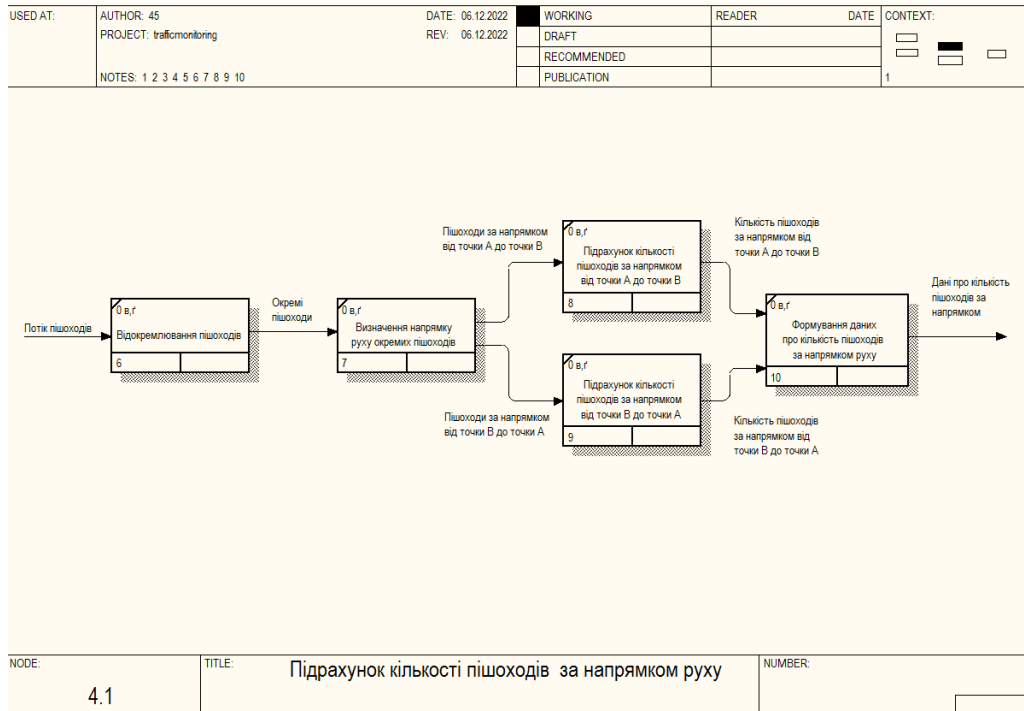 USED AT:
AUTHOR: 45
DATE: 06.12.2022
WORKING
READER
DATE
CONTEXT:
PROJECT: trafficmonitoring
REV: 06.12.2022
DRAFT
RECOMMENDED
NOTES: 1 2 3 4 5 6 7 8 9 10
PUBLICATION
1
Потік пішоходів
0 в,ґ
Відокремлювання пішоходів
6
Окремі
пішоходи
0 в,ґ
Визначення напрямку
руху окремих пішоходів
7
Пішоходи за напрямком
від точки А до точки В
0 в,ґ
Підрахунок кількості
пішоходів за напрямком
від точки А до точки В
8
Кількість пішоходів
за напрямком від
точки А до точки В
Пішоходи за напрямком
від точки В до точки А
0 в,ґ
Підрахунок кількості
пішоходів за напрямком
від точки В до точки А
9
Кількість пішоходів
за напрямком від
точки В до точки А
0 в,ґ
Формування даних
про кількість пішоходів
за напрямком руху
10
Дані про кількість
пішоходів за
напрямком
NODE:
4.1
TITLE:
Підрахунок кількості пішоходів за напрямком руху
NUMBER: